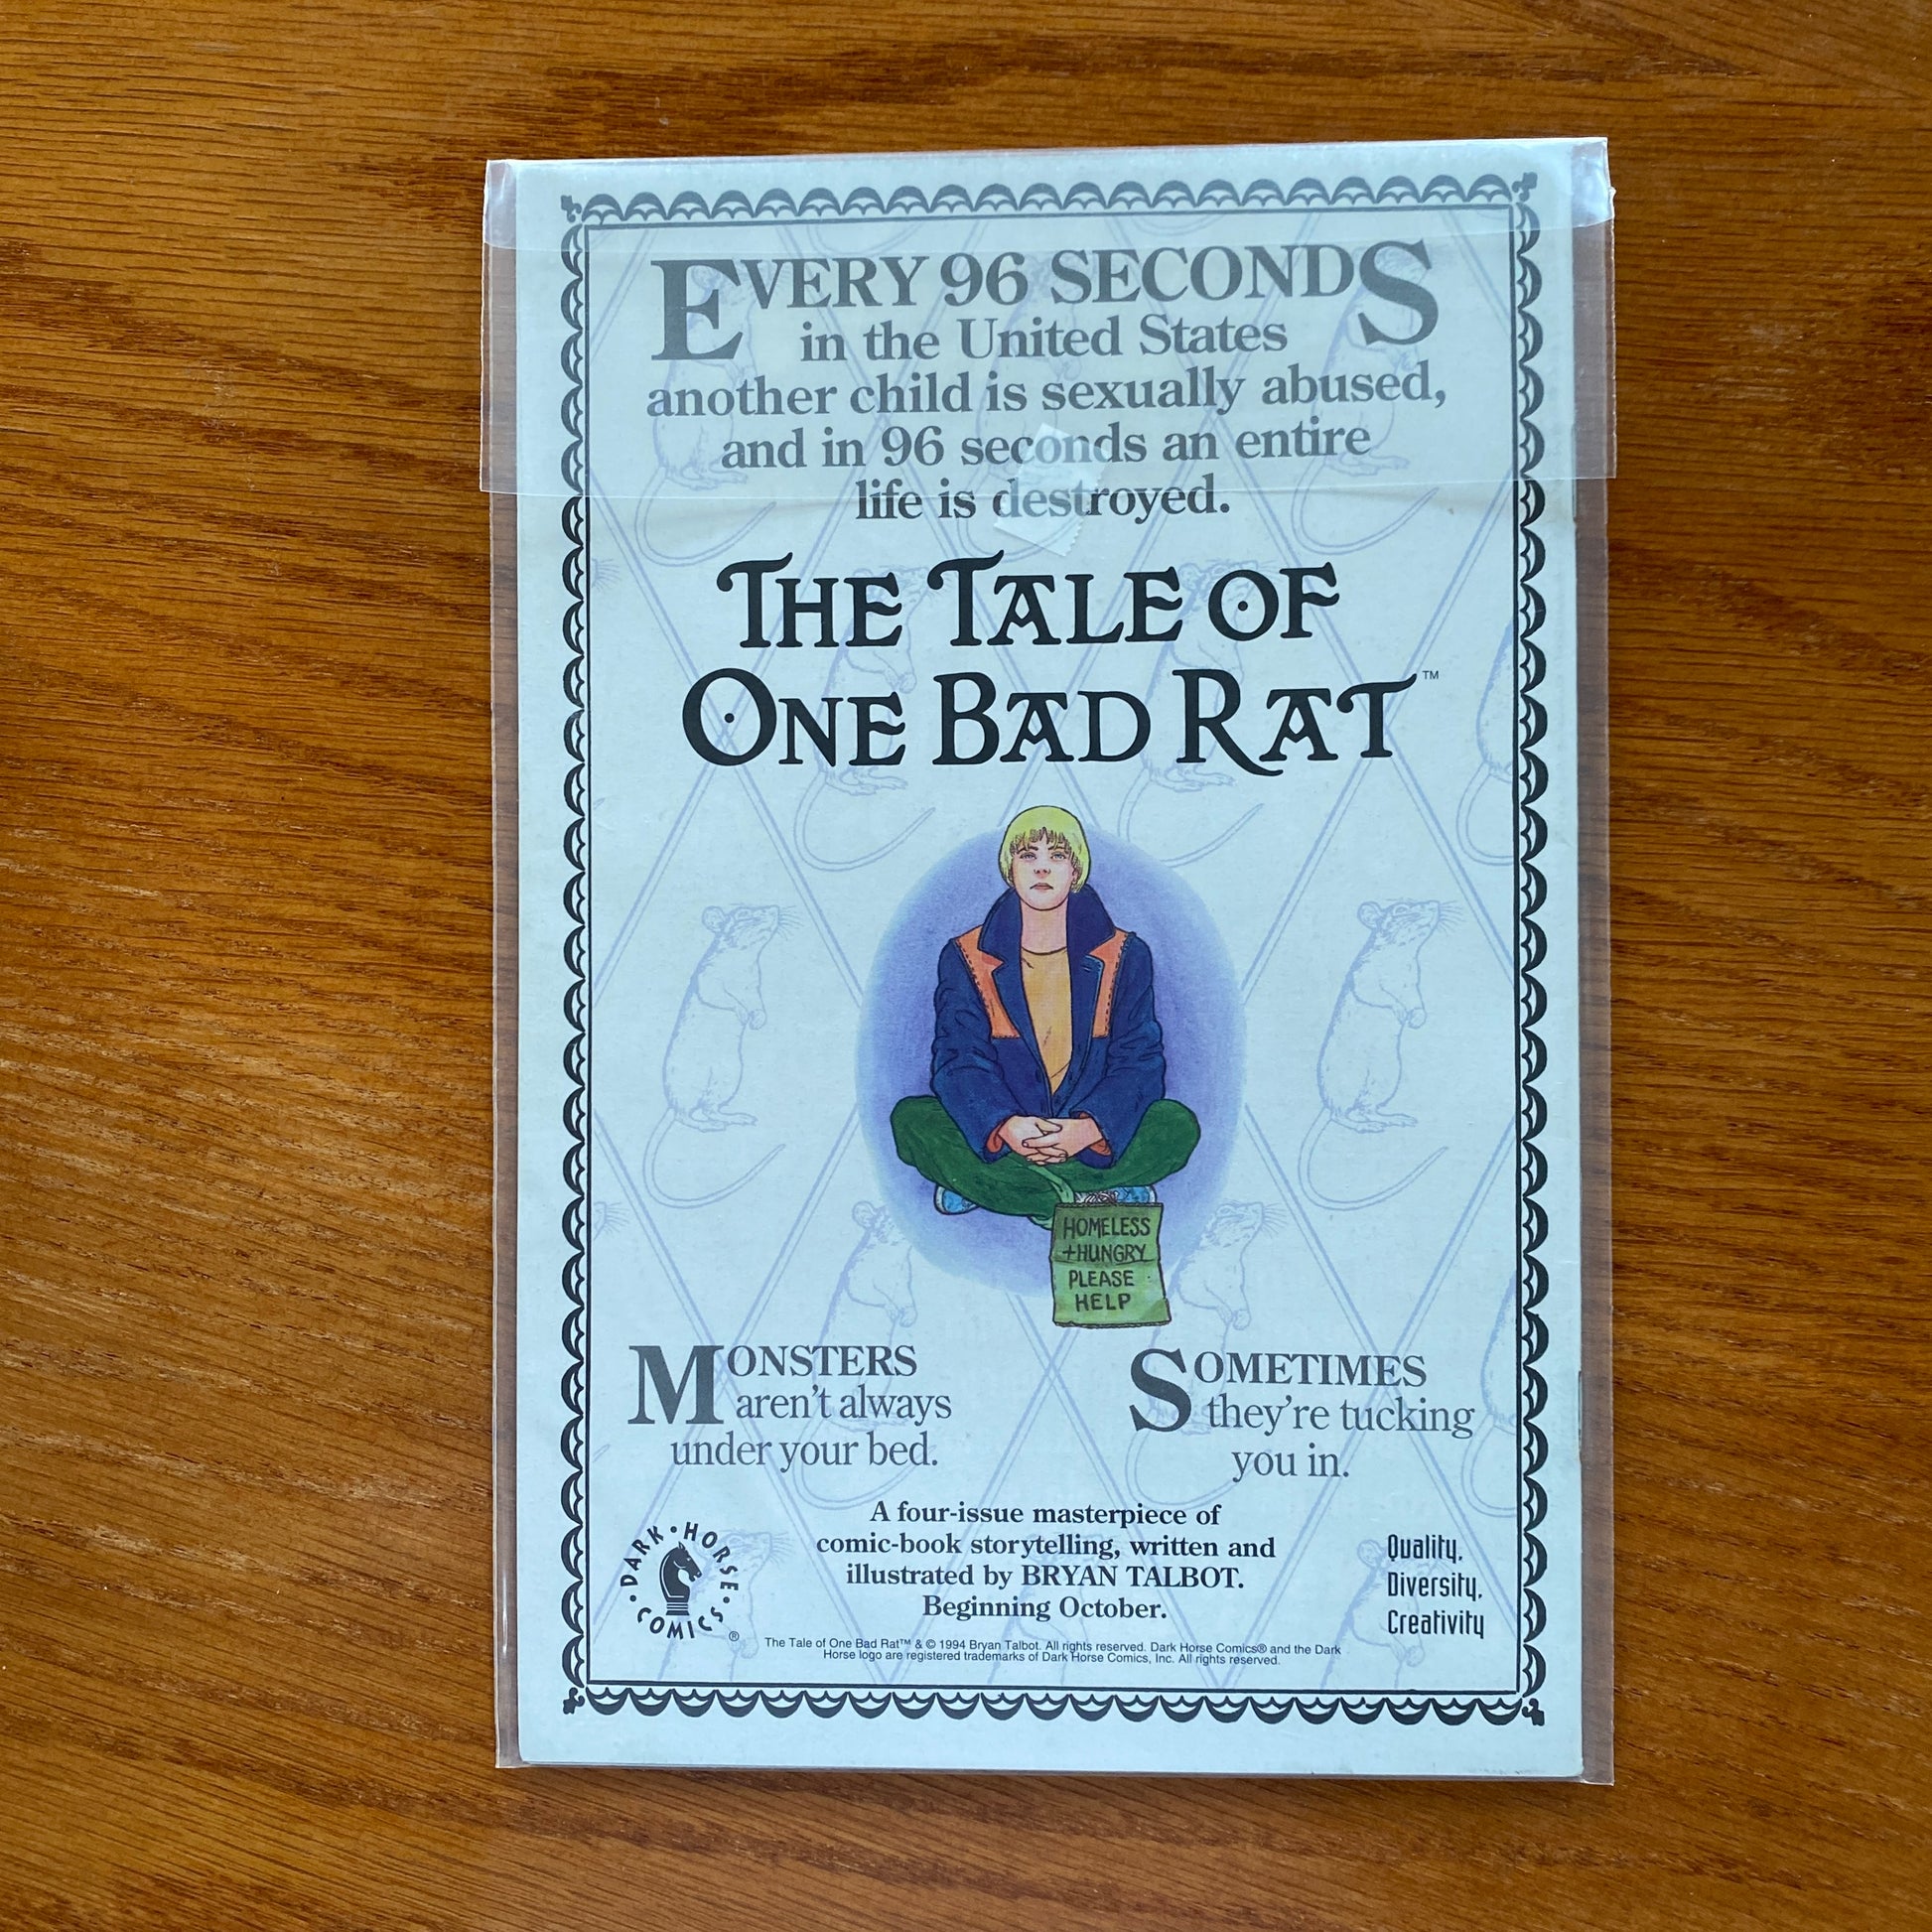 EVERY 96 SECONDS
in the United States
another child is sexually abused,
and in 96 seconds an entire
life is destroyed.
THE TALE OF
ONE BAD RAT™
HOMELESS
+HUNGRY
PLEASE
HELP
MONSTERS
aren't always
under your bed.
SOMETIMES
they're tucking
you in.
A four-issue masterpiece of
comic-book storytelling, written and
illustrated by BRYAN TALBOT.
Beginning October.
DARK • HORSE • COMICS •®
Quality.
Diversity.
Creativity
The Tale of One Bad Rat™ & © 1994 Bryan Talbot. All rights reserved. Dark Horse Comics® and the Dark
Horse logo are registered trademarks of Dark Horse Comics, Inc. All rights reserved.